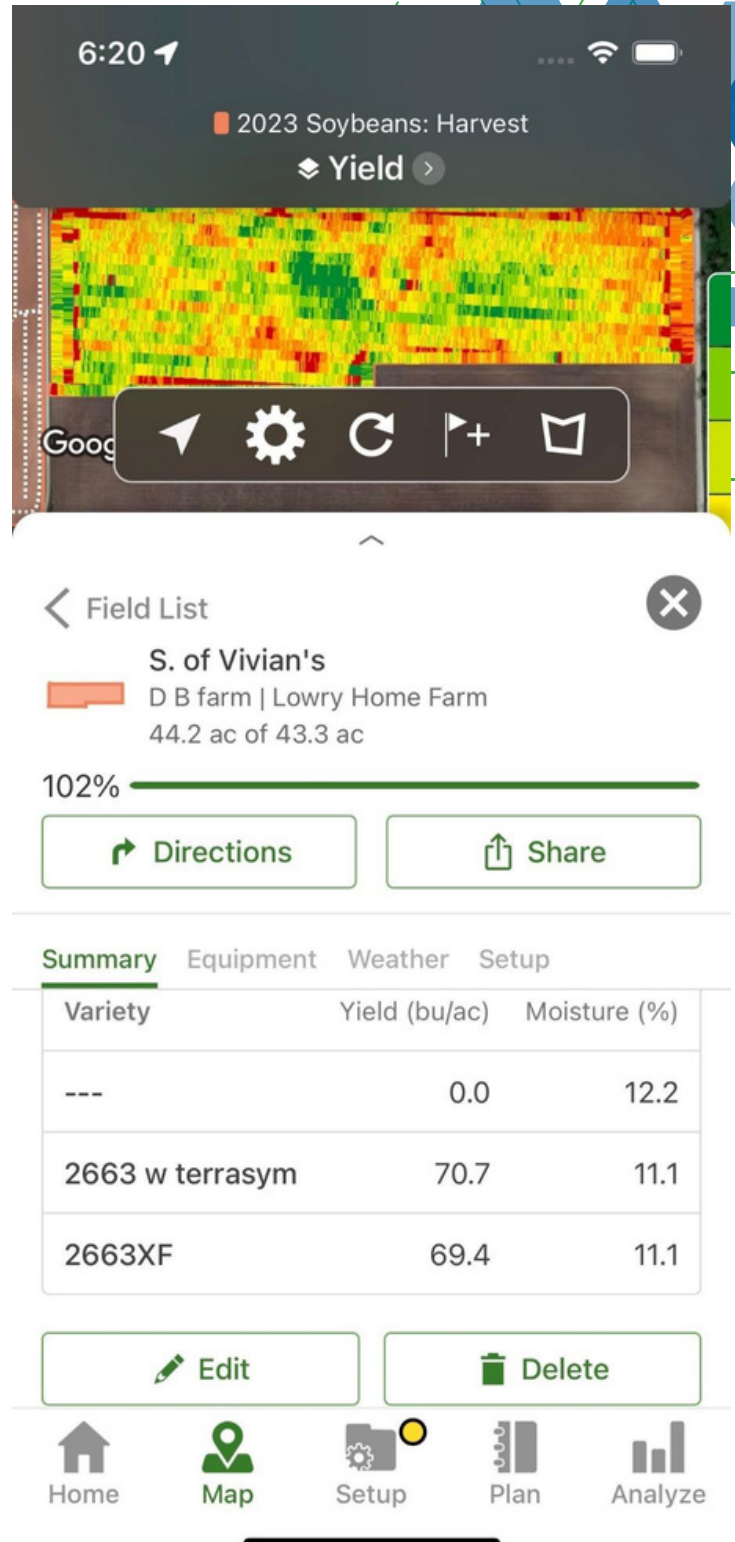 6:20
2023 Soybeans: Harvest
Yield
Goog
Field List
S. of Vivian's
D B farm | Lowry Home Farm
44.2 ac of 43.3 ac
102%
Directions
Share
Summary Equipment Weather Setup
Variety Yield (bu/ac) Moisture (%)
--- 0.0 12.2
2663 w terrasym 70.7 11.1
2663XF 69.4 11.1
Edit
Delete
Home Map Setup Plan Analyze